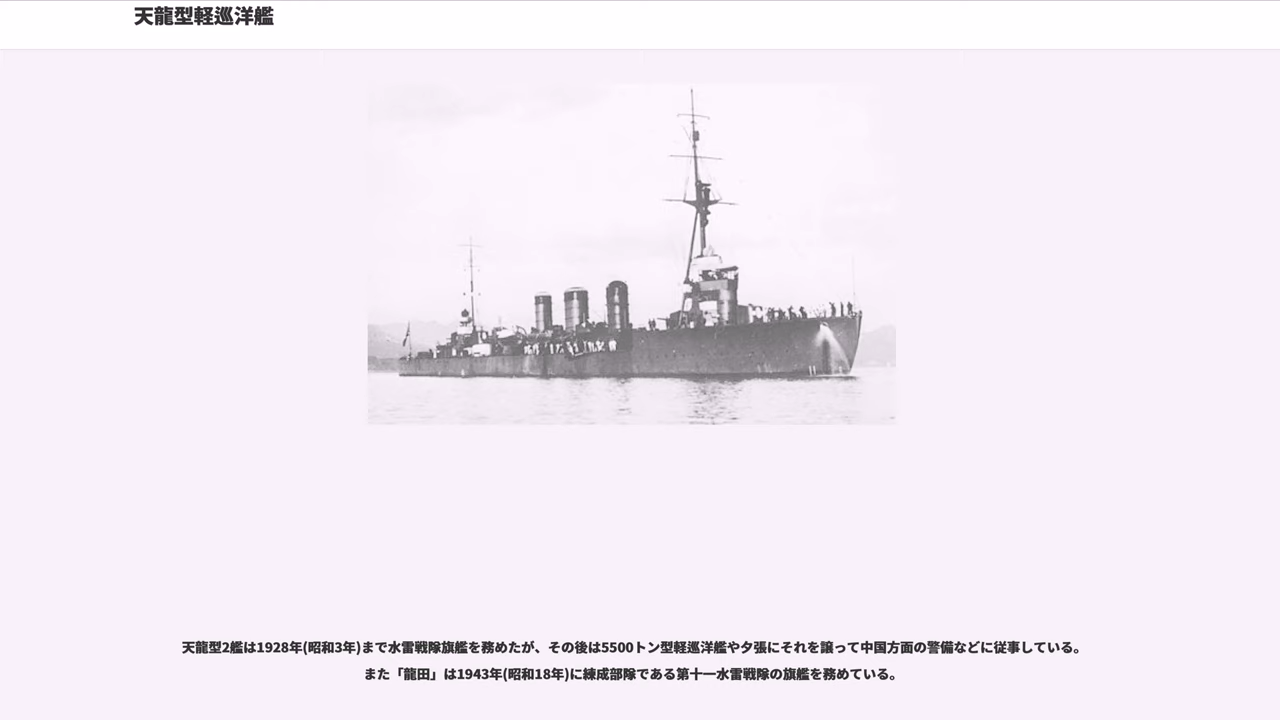 天龍型軽巡洋艦
天龍型2艦は1928年(昭和3年)まで水雷戦隊旗艦を務めたが、その後は5500トン型軽巡洋艦や夕張にそれを譲って中国方面の警備などに従事している。
また「龍田」は1943年(昭和18年)に練成部隊である第十一水雷戦隊の旗艦を務めている。